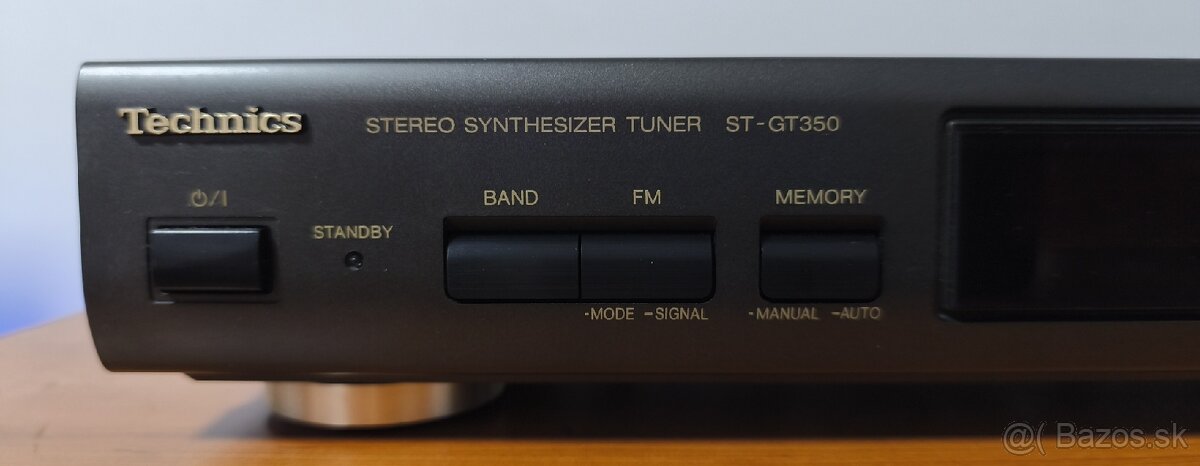 Technics
STEREO SYNTHESIZER TUNER ST-GT350
⏻/I
STANDBY
BAND
FM
MEMORY
-MODE –SIGNAL
-MANUAL –AUTO
@( Bazos.sk